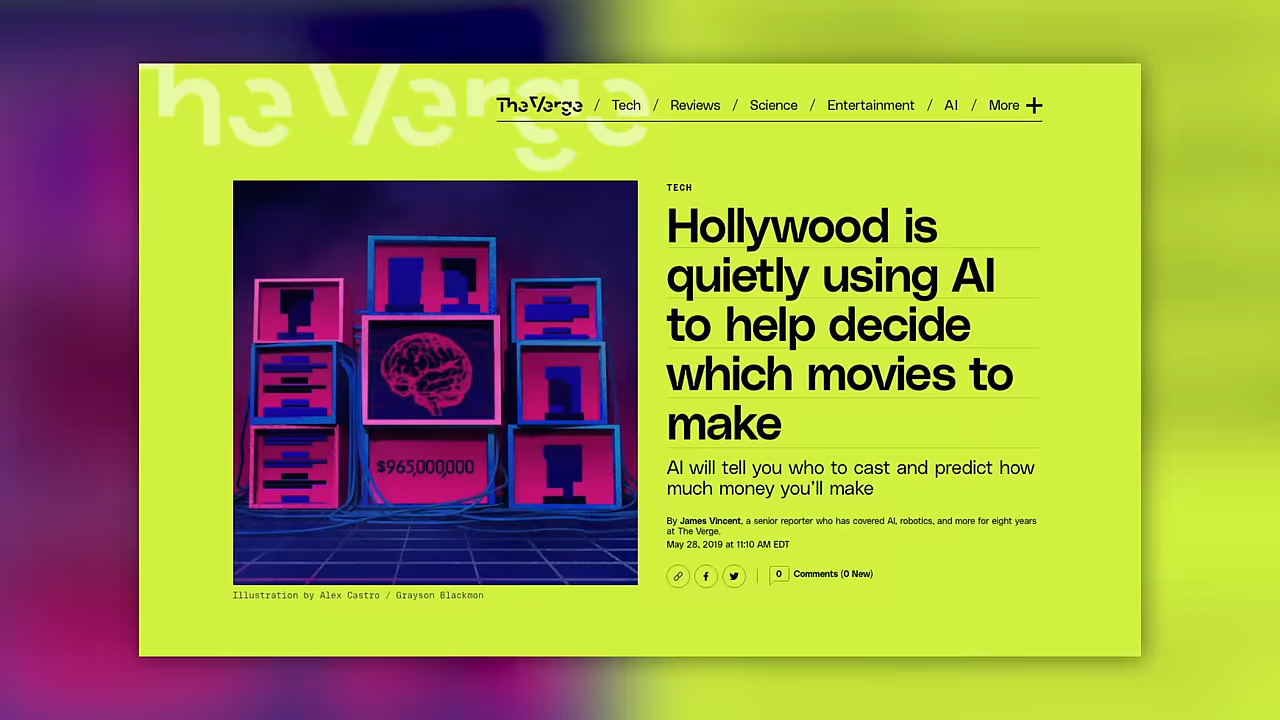 The Verge
The Verge / Tech / Reviews / Science / Entertainment / AI / More +
$965,000,000
Illustration by Alex Castro / Grayson Blackmon
TECH
Hollywood is
quietly using AI
to help decide
which movies to
make
AI will tell you who to cast and predict how
much money you’ll make
By James Vincent, a senior reporter who has covered AI, robotics, and more for eight years
at The Verge.
May 28, 2019 at 11:10 AM EDT
0 Comments (0 New)